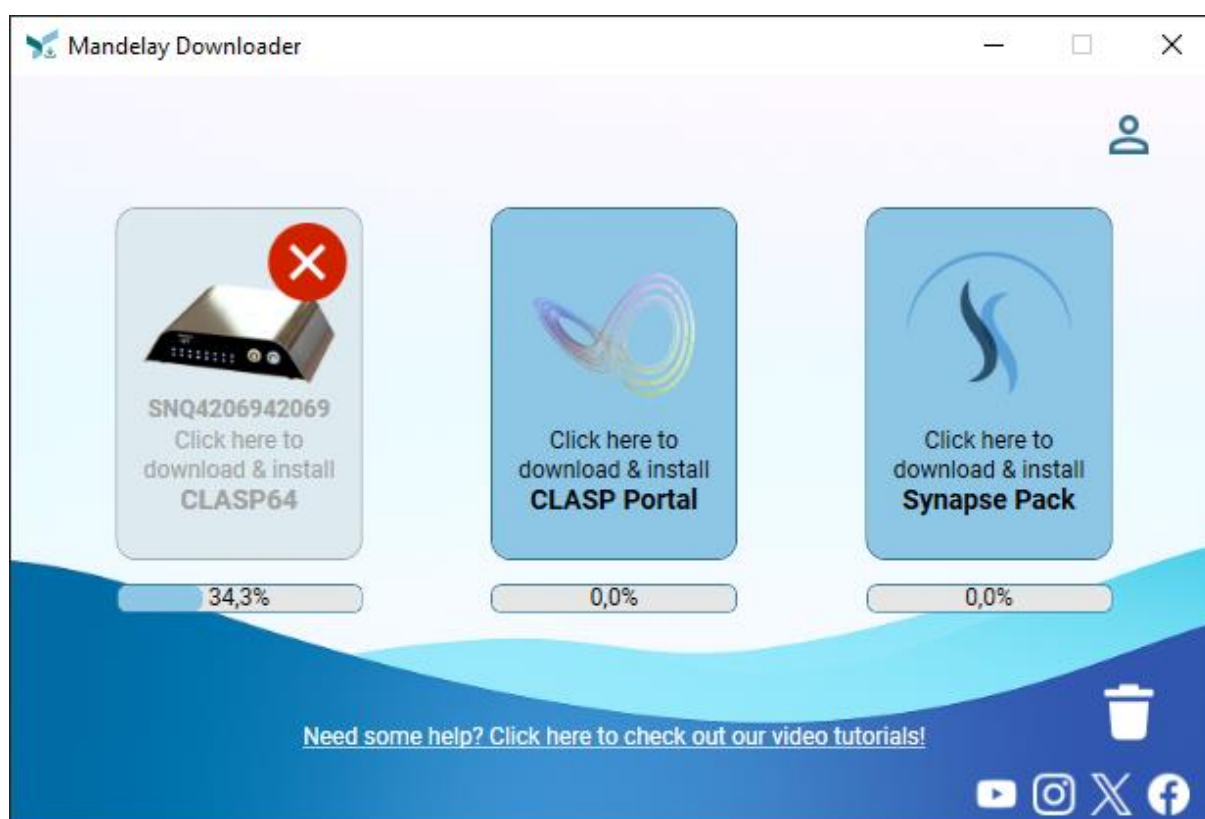 Mandelay Downloader
SNQ4206942069
Click here to
download & install
CLASP64
34,3%
Click here to
download & install
CLASP Portal
0,0%
Click here to
download & install
Synapse Pack
0,0%
Need some help? Click here to check out our video tutorials!